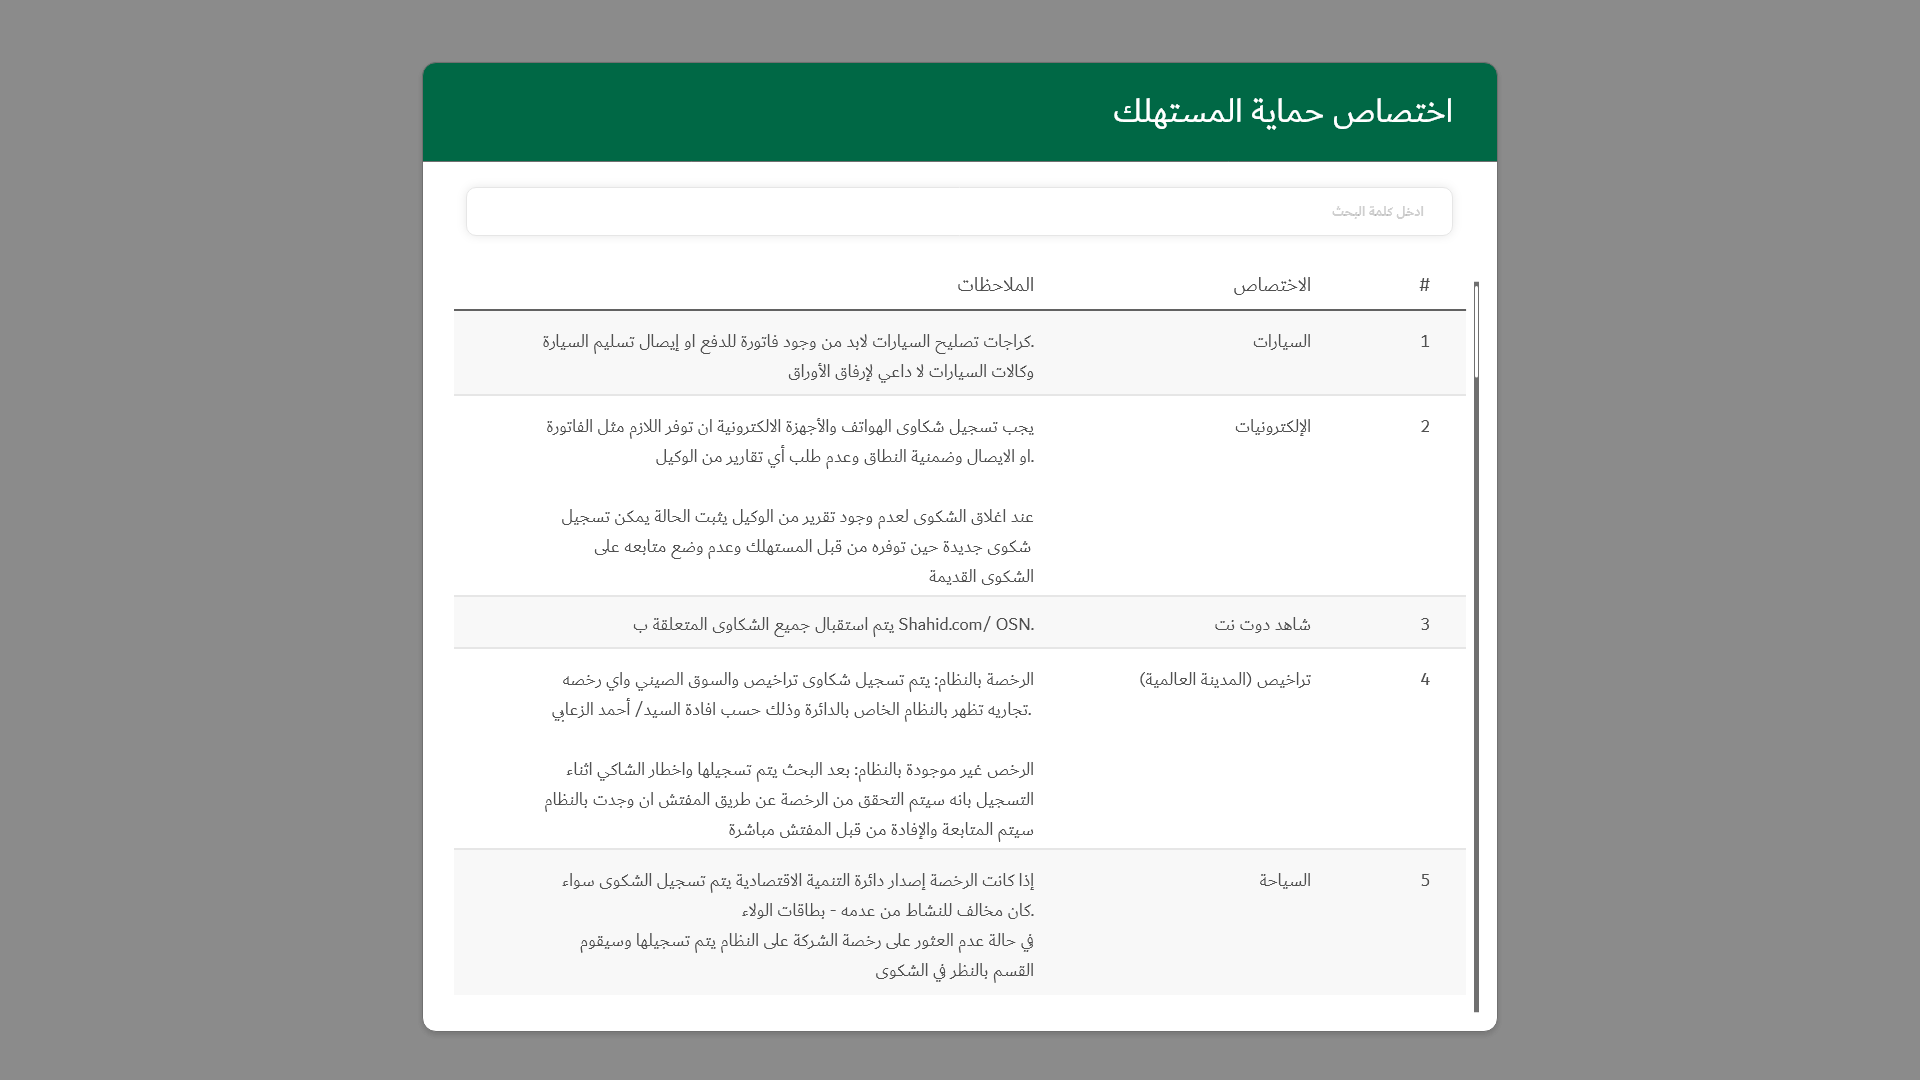 اختصاص حماية المستهلك
ادخل كلمة البحث
# الاختصاص الملاحظات
1 السيارات كراجات تصليح السيارات لابد من وجود فاتورة للدفع او إيصال تسليم السيارة.
وكالات السيارات لا داعي لإرفاق الأوراق
2 الإلكترونيات يجب تسجيل شكاوى الهواتف والأجهزة الالكترونية ان توفر اللازم مثل الفاتورة
او الايصال وضمنية النطاق وعدم طلب أي تقارير من الوكيل.
عند اغلاق الشكوى لعدم وجود تقرير من الوكيل يثبت الحالة يمكن تسجيل
شكوى جديدة حين توفره من قبل المستهلك وعدم وضع متابعه على
الشكوى القديمة
3 شاهد دوت نت يتم استقبال جميع الشكاوى المتعلقة ب Shahid.com/ OSN.
4 تراخيص (المدينة العالمية) الرخصة بالنظام: يتم تسجيل شكاوى تراخيص والسوق الصيني واي رخصه
تجاريه تظهر بالنظام الخاص بالدائرة وذلك حسب افادة السيد/ أحمد الزعابي.
الرخص غير موجودة بالنظام: بعد البحث يتم تسجيلها واخطار الشاكي اثناء
التسجيل بانه سيتم التحقق من الرخصة عن طريق المفتش ان وجدت بالنظام
سيتم المتابعة والإفادة من قبل المفتش مباشرة
5 السياحة إذا كانت الرخصة إصدار دائرة التنمية الاقتصادية يتم تسجيل الشكوى سواء
كان مخالف للنشاط من عدمه - بطاقات الولاء.
في حالة عدم العثور على رخصة الشركة على النظام يتم تسجيلها وسيقوم
القسم بالنظر في الشكوى